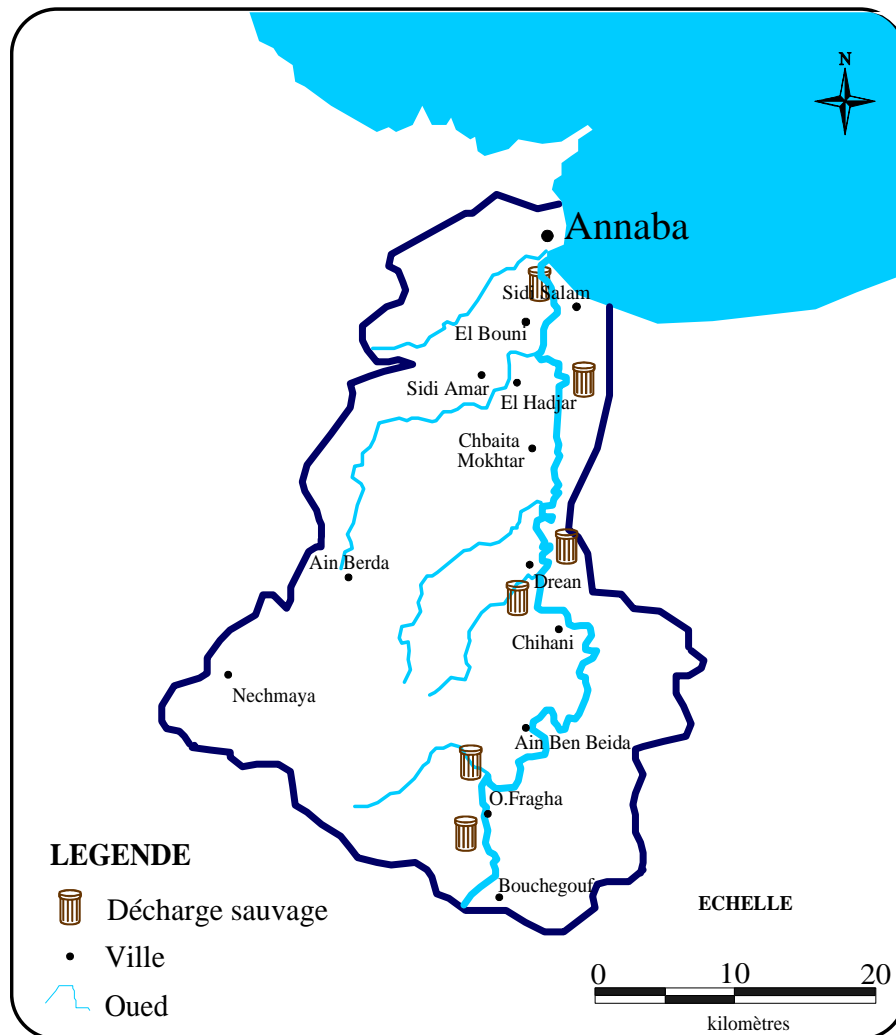 N
Annaba
Sidi Salam
El Bouni
Sidi Amar
El Hadjar
Chbaita
Mokhtar
Ain Berda
Drean
Chihani
Nechmaya
Ain Ben Beida
O.Fragha
Bouchegouf
LEGENDE
Décharge sauvage
Ville
Oued
ECHELLE
0 10 20
kilomètres